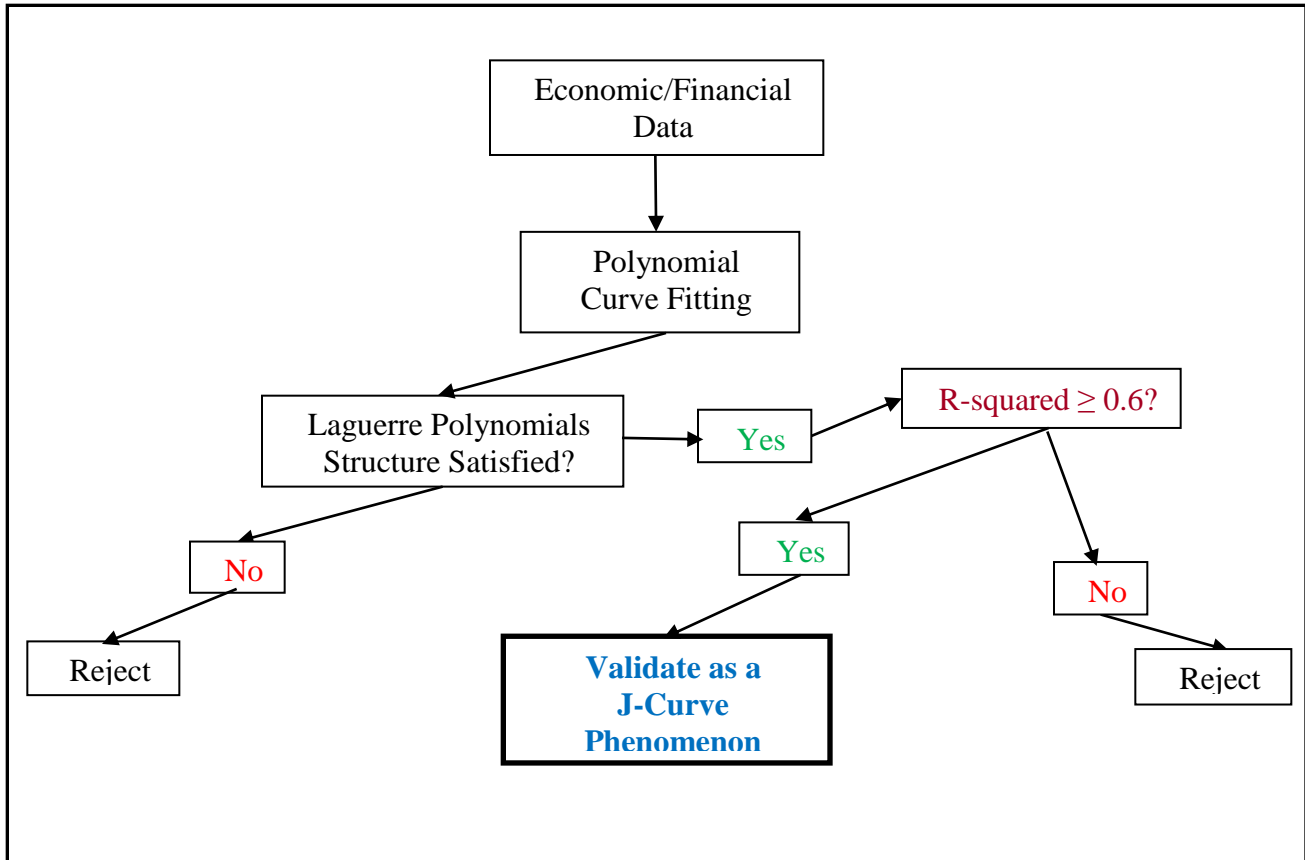 Economic/Financial
Data
Polynomial
Curve Fitting
Laguerre Polynomials
Structure Satisfied?
Yes
R-squared ≥ 0.6?
No
Yes
No
Reject
Validate as a
J-Curve
Phenomenon
Reject